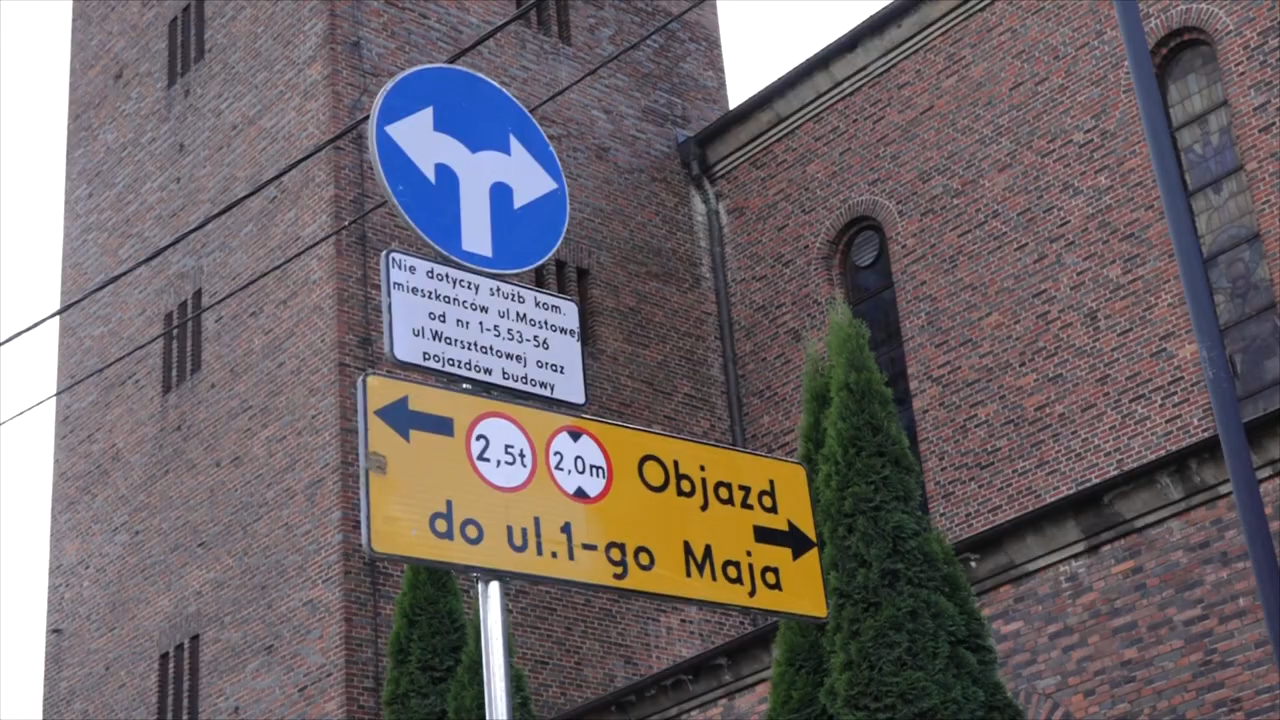 Nie dotyczy służb kom.
mieszkańców ul.Mostowej
od nr 1-5,53-56
ul.Warsztatowej oraz
pojazdów budowy
2,5t 2,0m Objazd
do ul.1-go Maja